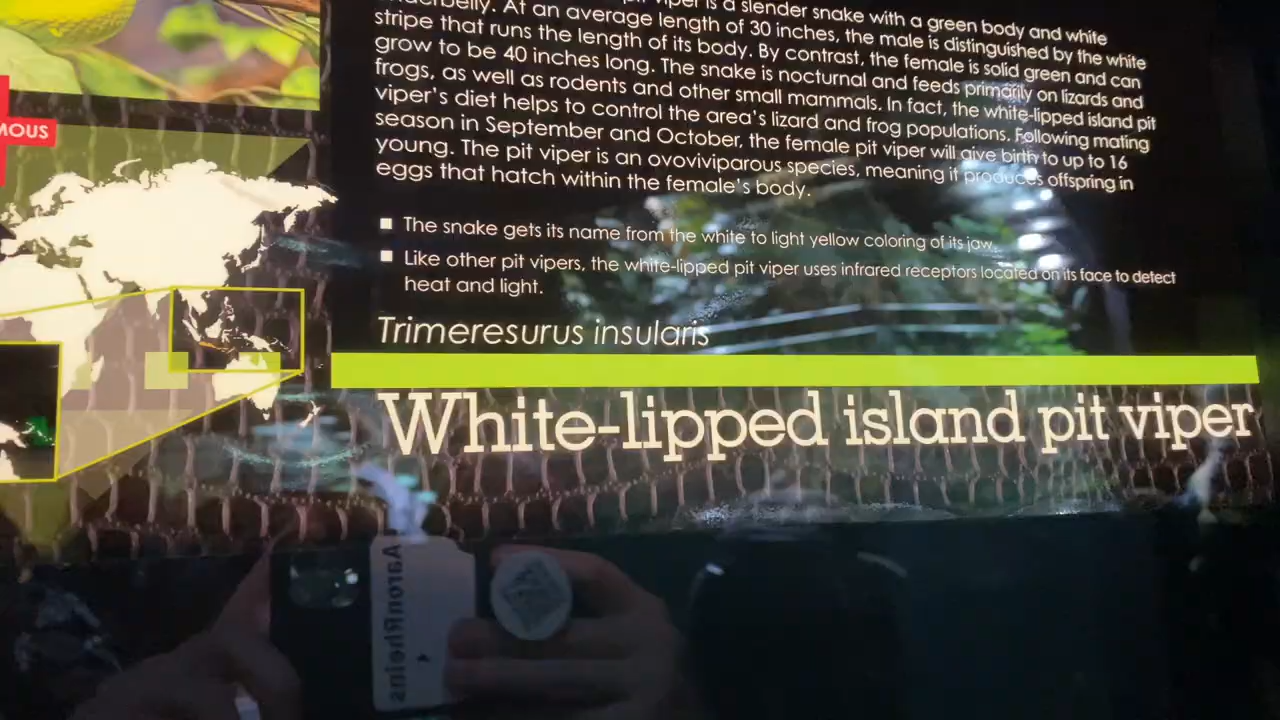 pit viper is a slender snake with a green body and white
underbelly. At an average length of 30 inches, the male is distinguished by the white
stripe that runs the length of its body. By contrast, the female is solid green and can
grow to be 40 inches long. The snake is nocturnal and feeds primarily on lizards and
frogs, as well as rodents and other small mammals. In fact, the white-lipped island pit
viper's diet helps to control the area's lizard and frog populations. Following mating
season in September and October, the female pit viper will give birth to up to 16
young. The pit viper is an ovoviviparous species, meaning it produces offspring in
eggs that hatch within the female's body.
MOUS
■ The snake gets its name from the white to light yellow coloring of its jaw.
■ Like other pit vipers, the white-lipped pit viper uses infrared receptors located on its face to detect
heat and light.
Trimeresurus insularis
White-lipped island pit viper
AaronRheins